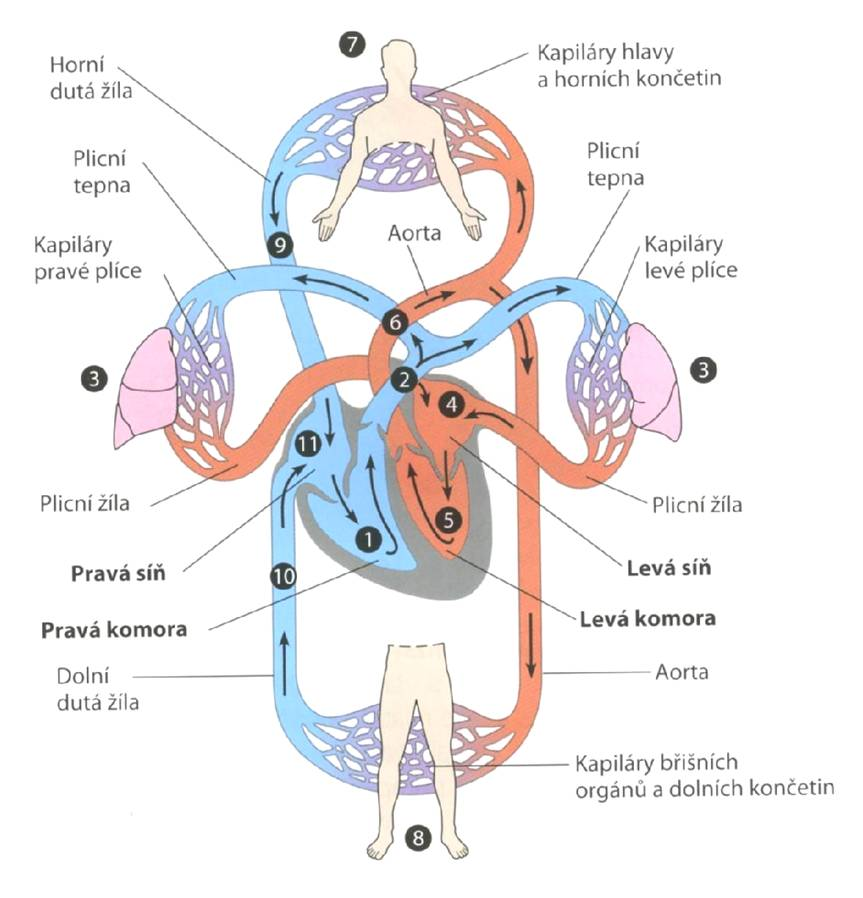 7
Horní
dutá žíla
Kapiláry hlavy
a horních končetin
Plicní
tepna
Plicní
tepna
Kapiláry
pravé plíce
9
Aorta
Kapiláry
levé plíce
6
3
2
4
3
11
Plicní žíla
5
1
Plicní žíla
Pravá síň
10
Levá síň
Pravá komora
Levá komora
Dolní
dutá žíla
Aorta
Kapiláry břišních
orgánů a dolních končetin
8